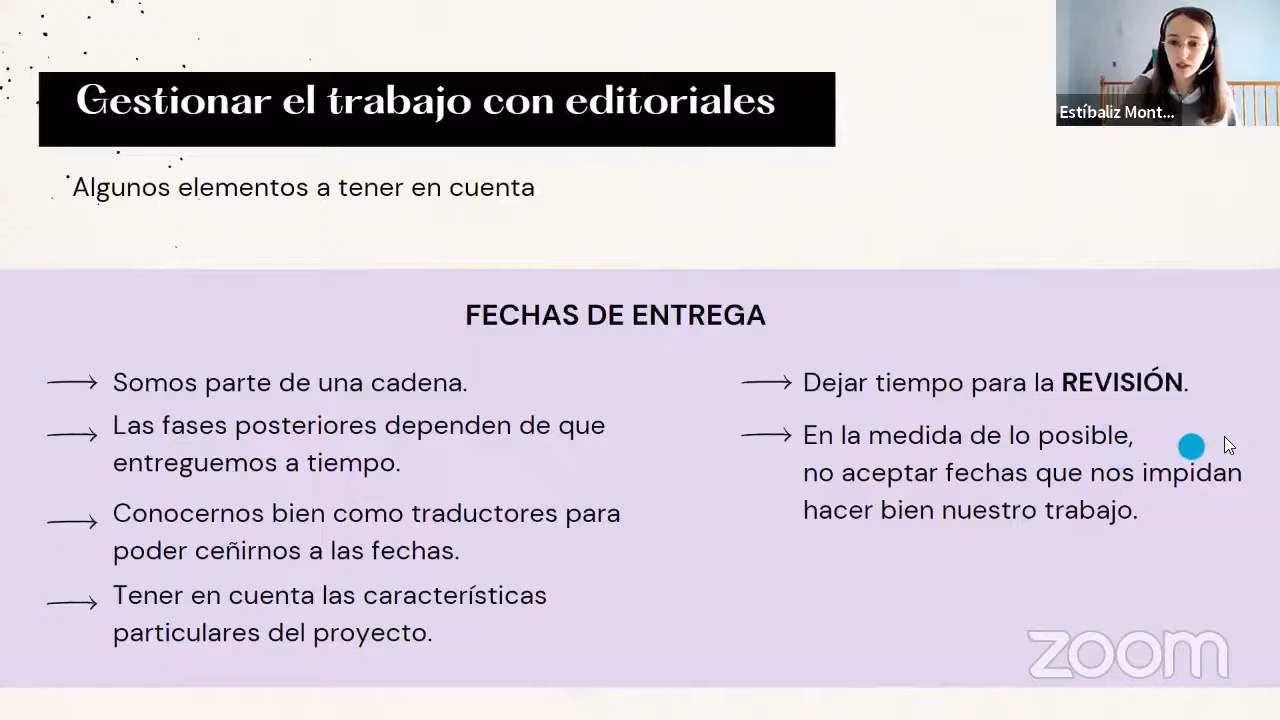 Gestionar el trabajo con editoriales
Estíbaliz Mont...
Algunos elementos a tener en cuenta
FECHAS DE ENTREGA
Somos parte de una cadena.
Las fases posteriores dependen de que
entreguemos a tiempo.
Conocernos bien como traductores para
poder ceñirnos a las fechas.
Tener en cuenta las características
particulares del proyecto.
Dejar tiempo para la REVISIÓN.
En la medida de lo posible,
no aceptar fechas que nos impidan
hacer bien nuestro trabajo.
zoom